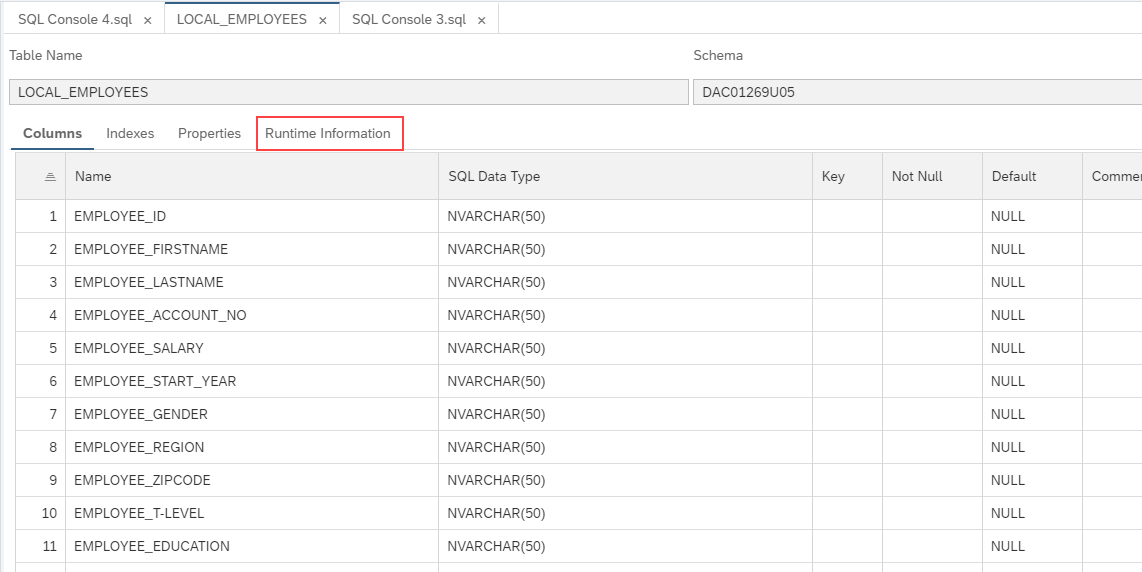 SQL Console 4.sql × LOCAL_EMPLOYEES × SQL Console 3.sql ×
Table Name Schema
LOCAL_EMPLOYEES DAC01269U05
Columns Indexes Properties Runtime Information
Name SQL Data Type Key Not Null Default Commen
1 EMPLOYEE_ID NVARCHAR(50) NULL
2 EMPLOYEE_FIRSTNAME NVARCHAR(50) NULL
3 EMPLOYEE_LASTNAME NVARCHAR(50) NULL
4 EMPLOYEE_ACCOUNT_NO NVARCHAR(50) NULL
5 EMPLOYEE_SALARY NVARCHAR(50) NULL
6 EMPLOYEE_START_YEAR NVARCHAR(50) NULL
7 EMPLOYEE_GENDER NVARCHAR(50) NULL
8 EMPLOYEE_REGION NVARCHAR(50) NULL
9 EMPLOYEE_ZIPCODE NVARCHAR(50) NULL
10 EMPLOYEE_T-LEVEL NVARCHAR(50) NULL
11 EMPLOYEE_EDUCATION NVARCHAR(50) NULL